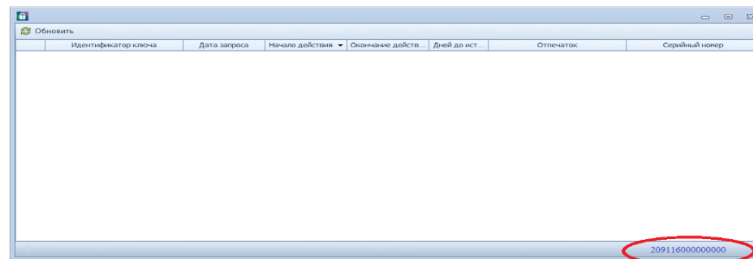 Обновить
Идентификатор ключа Дата запроса Начало действия Окончание действ... Дней до ист... Отпечаток Серийный номер
209116000000000